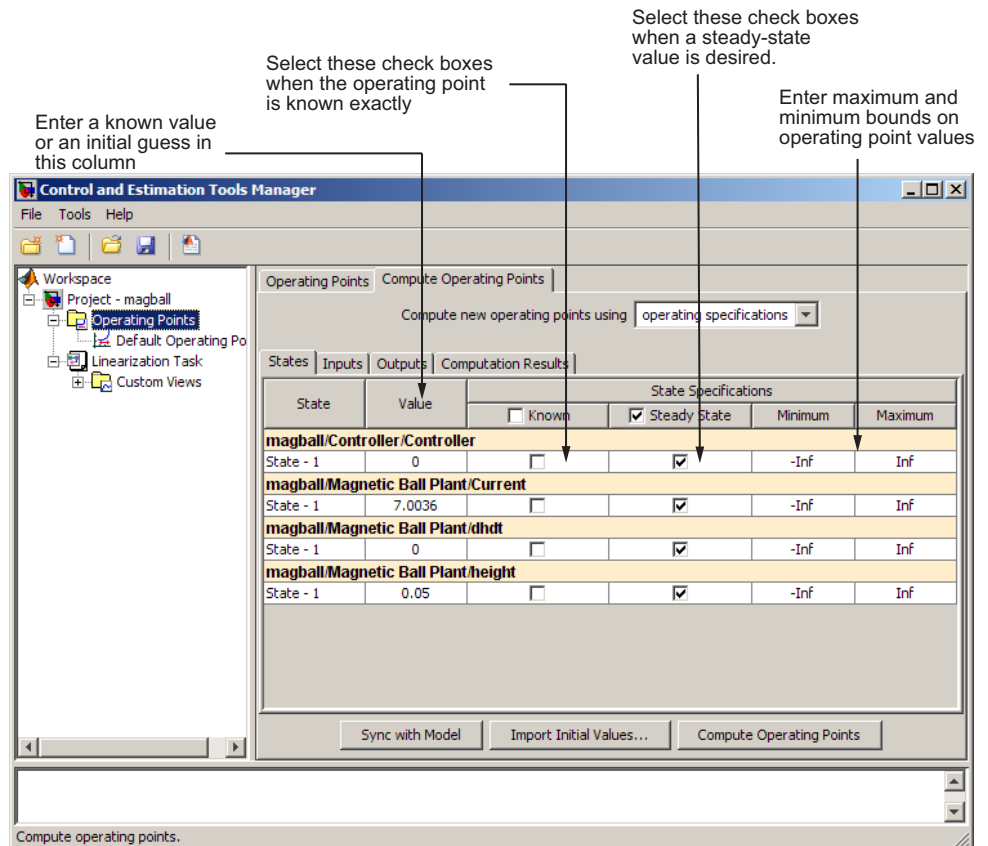 Select these check boxes
when a steady-state
value is desired.
Select these check boxes
when the operating point
is known exactly
Enter maximum and
minimum bounds on
operating point values
Enter a known value
or an initial guess in
this column
Control and Estimation Tools Manager
File Tools Help
Workspace
Project - magball
Operating Points
Default Operating Po
Linearization Task
Custom Views
Operating Points Compute Operating Points
Compute new operating points using operating specifications
States Inputs Outputs Computation Results
State Value State Specifications
Known Steady State Minimum Maximum
magball/Controller/Controller
State - 1 0 -Inf Inf
magball/Magnetic Ball Plant/Current
State - 1 7.0036 -Inf Inf
magball/Magnetic Ball Plant/dhdt
State - 1 0 -Inf Inf
magball/Magnetic Ball Plant/height
State - 1 0.05 -Inf Inf
Sync with Model Import Initial Values... Compute Operating Points
Compute operating points.